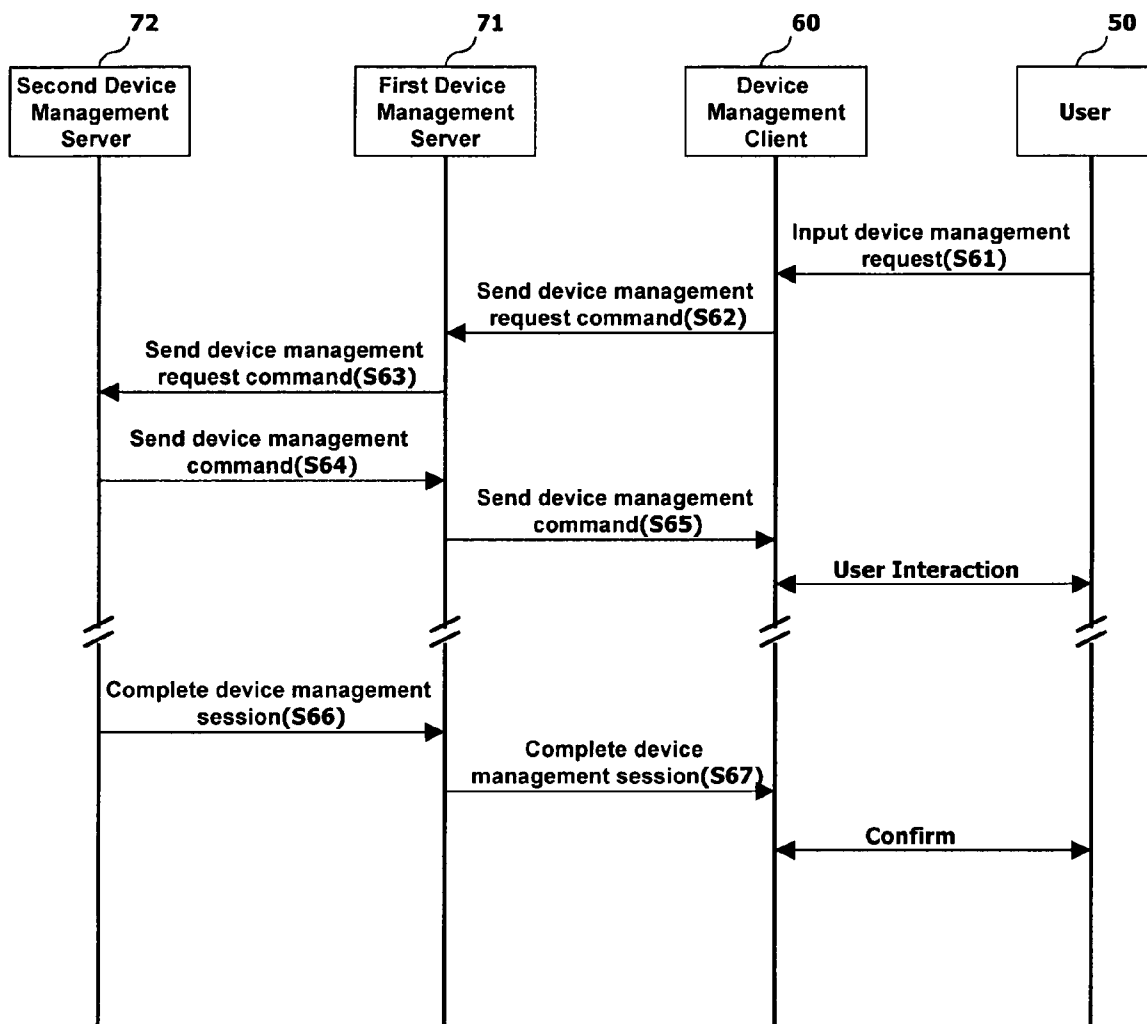 72
71
60
50
Second Device
Management
Server
First Device
Management
Server
Device
Management
Client
User
Input device management
request(S61)
Send device management
request command(S62)
Send device management
request command(S63)
Send device management
command(S64)
Send device management
command(S65)
User Interaction
Complete device management
session(S66)
Complete device
management session(S67)
Confirm